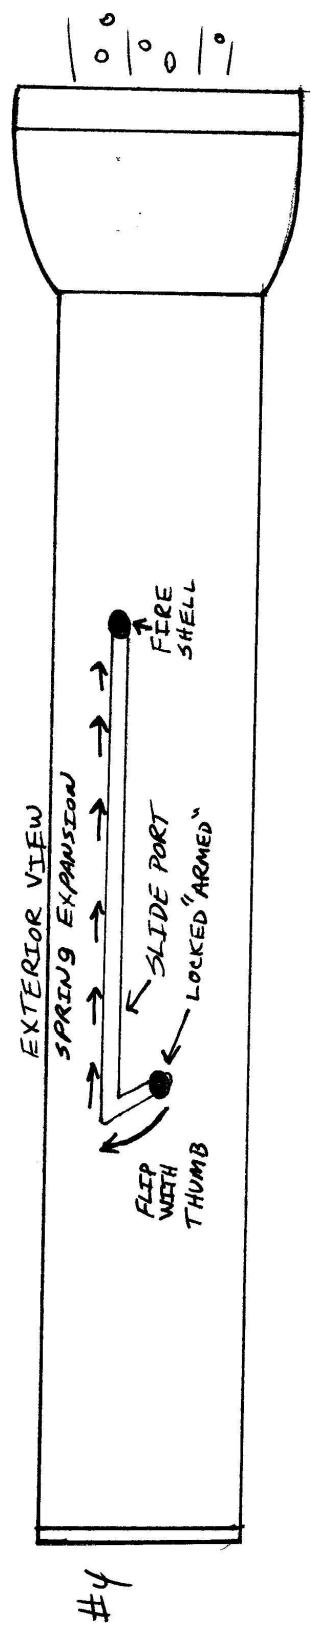 EXTERIOR VIEW
SPRING EXPANSION
FIRE
SHELL
SLIDE PORT
LOCKED "ARMED"
FLIP
WITH
THUMB
#4